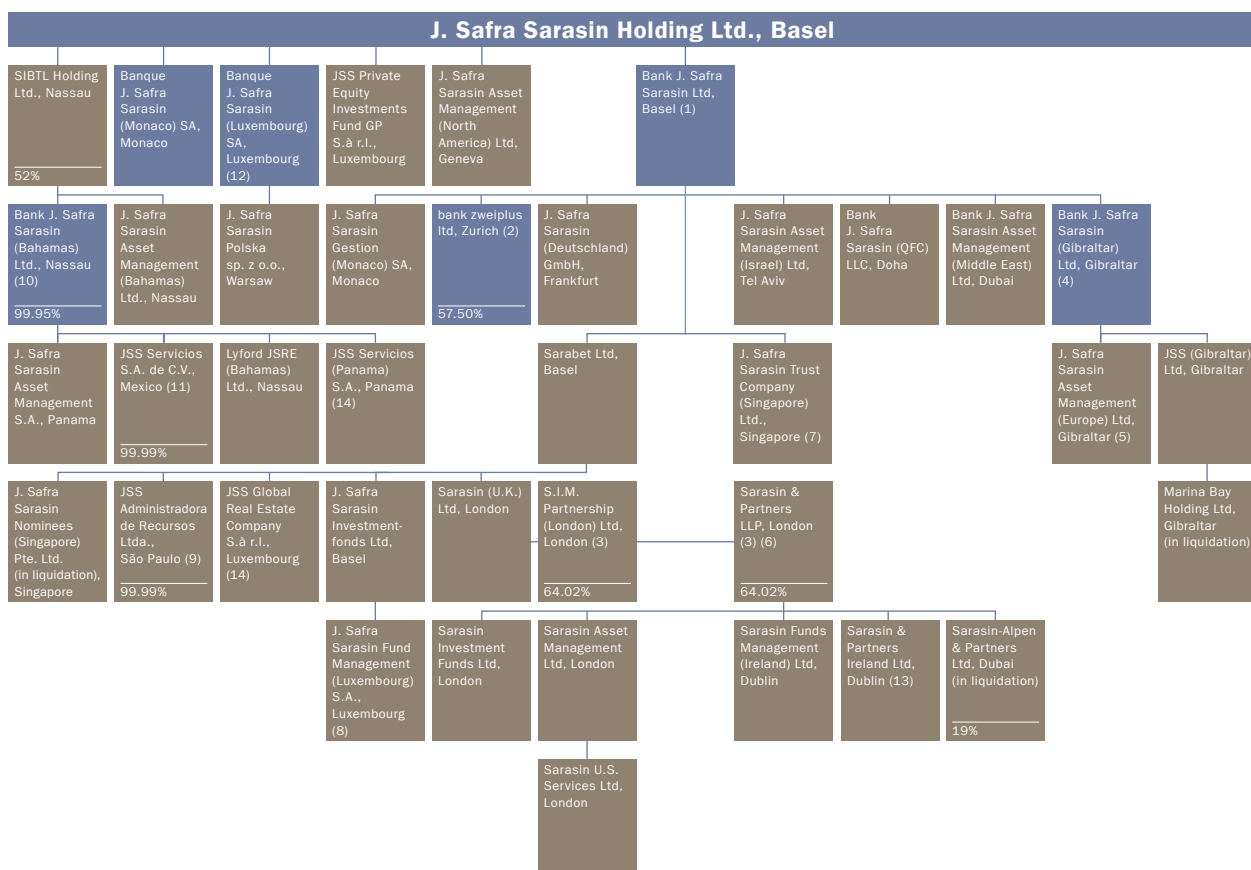 J. Safra Sarasin Holding Ltd., Basel
SIBTL Holding
Ltd., Nassau
52%
Banque
J. Safra
Sarasin
(Monaco) SA,
Monaco
Banque
J. Safra
Sarasin
(Luxembourg)
SA,
Luxembourg
(12)
JSS Private
Equity
Investments
Fund GP
S.à r.l.,
Luxembourg
J. Safra
Sarasin Asset
Management
(North
America) Ltd,
Geneva
Bank J. Safra
Sarasin Ltd,
Basel (1)
Bank J. Safra
Sarasin
(Bahamas)
Ltd., Nassau
(10)
99.95%
J. Safra
Sarasin
Asset
Management
(Bahamas)
Ltd., Nassau
J. Safra
Sarasin
Polska
sp. z o.o.,
Warsaw
J. Safra
Sarasin
Gestion
(Monaco) SA,
Monaco
bank zweiplus
ltd, Zurich (2)
57.50%
J. Safra
Sarasin
(Deutschland)
GmbH,
Frankfurt
J. Safra
Sarasin Asset
Management
(Israel) Ltd,
Tel Aviv
Bank
J. Safra
Sarasin (QFC)
LLC, Doha
Bank J. Safra
Sarasin Asset
Management
(Middle East)
Ltd, Dubai
Bank J. Safra
Sarasin
(Gibraltar)
Ltd, Gibraltar
(4)
J. Safra
Sarasin
Asset
Management
S.A., Panama
JSS Servicios
S.A. de C.V.,
Mexico (11)
99.99%
Lyford JSRE
(Bahamas)
Ltd., Nassau
JSS Servicios
(Panama)
S.A., Panama
(14)
Sarabet Ltd,
Basel
J. Safra
Sarasin Trust
Company
(Singapore)
Ltd.,
Singapore (7)
J. Safra
Sarasin
Asset
Management
(Europe) Ltd,
Gibraltar (5)
JSS (Gibraltar)
Ltd, Gibraltar
J. Safra
Sarasin
Nominees
(Singapore)
Pte. Ltd.
(in liquidation),
Singapore
JSS
Administradora
de Recursos
Ltda.,
São Paulo (9)
99.99%
JSS Global
Real Estate
Company
S.à r.l.,
Luxembourg
(14)
J. Safra
Sarasin
Investment-
fonds Ltd,
Basel
Sarasin (U.K.)
Ltd, London
S.I.M.
Partnership
(London) Ltd,
London (3)
64.02%
Sarasin &
Partners
LLP, London
(3) (6)
64.02%
Marina Bay
Holding Ltd,
Gibraltar
(in liquidation)
J. Safra
Sarasin Fund
Management
(Luxembourg)
S.A.,
Luxembourg
(8)
Sarasin
Investment
Funds Ltd,
London
Sarasin Asset
Management
Ltd, London
Sarasin Funds
Management
(Ireland) Ltd,
Dublin
Sarasin &
Partners
Ireland Ltd,
Dublin (13)
Sarasin-Alpen
& Partners
Ltd, Dubai
(in liquidation)
19%
Sarasin U.S.
Services Ltd,
London